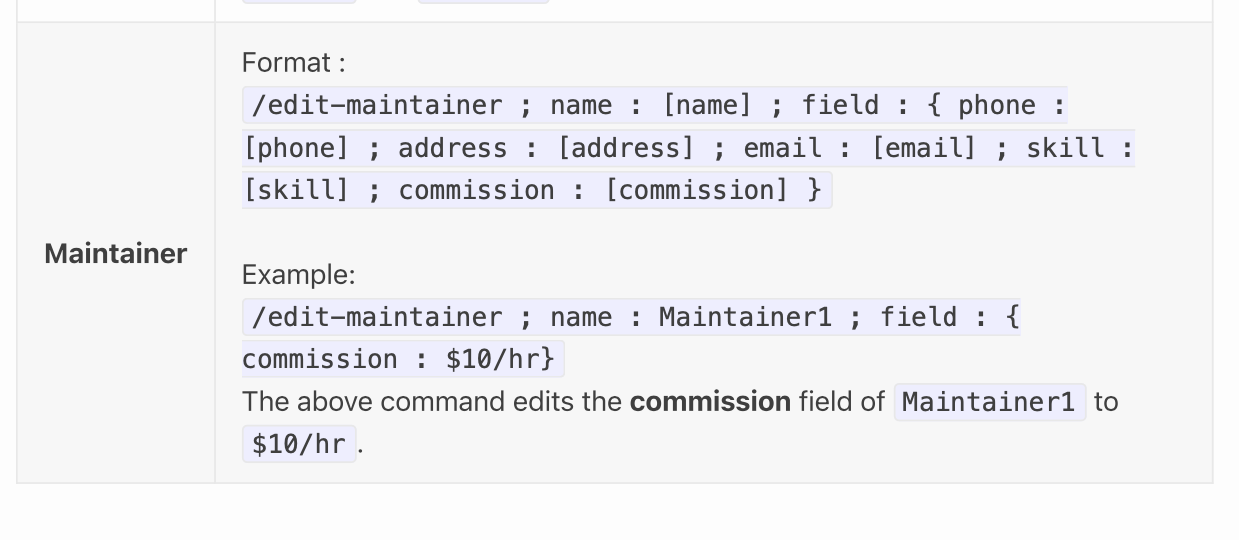 Maintainer
Format :
/edit-maintainer ; name : [name] ; field : { phone :
[phone] ; address : [address] ; email : [email] ; skill :
[skill] ; commission : [commission] }
Example:
/edit-maintainer ; name : Maintainer1 ; field : {
commission : $10/hr}
The above command edits the commission field of Maintainer1 to
$10/hr .